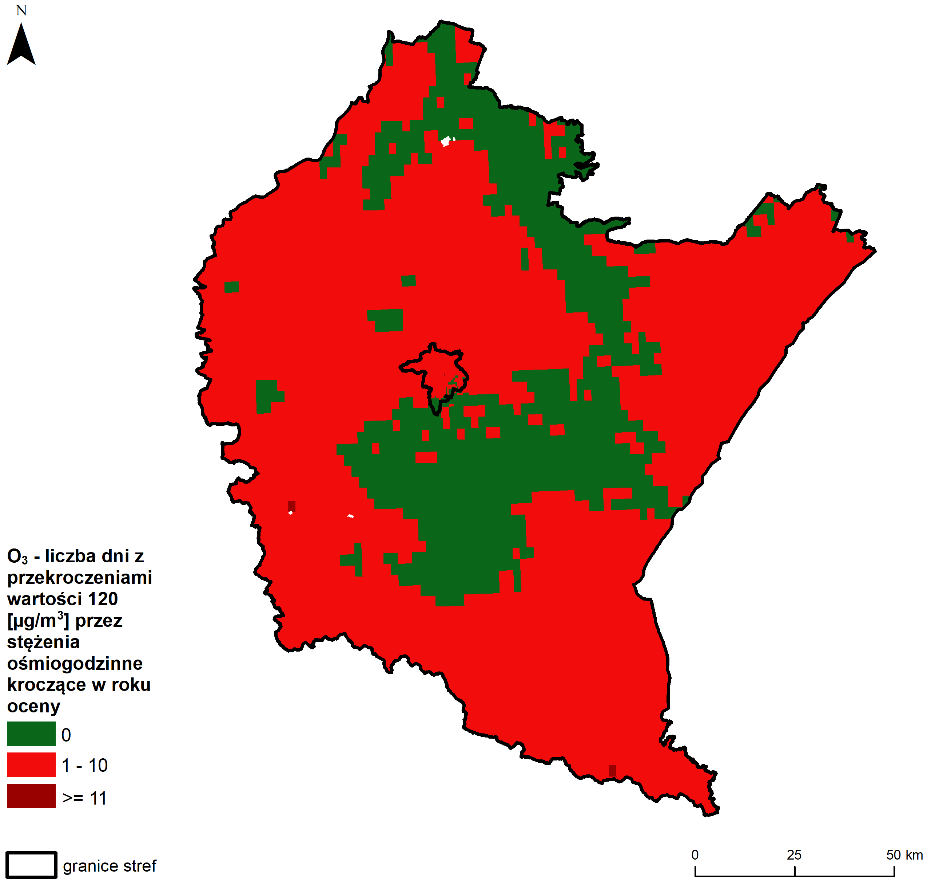 N
O₃ - liczba dni z
przekroczeniami
wartości 120
[µg/m³] przez
stężenia
ośmiogodzinne
kroczące w roku
oceny
0
1 - 10
>= 11
granice stref
0 25 50 km